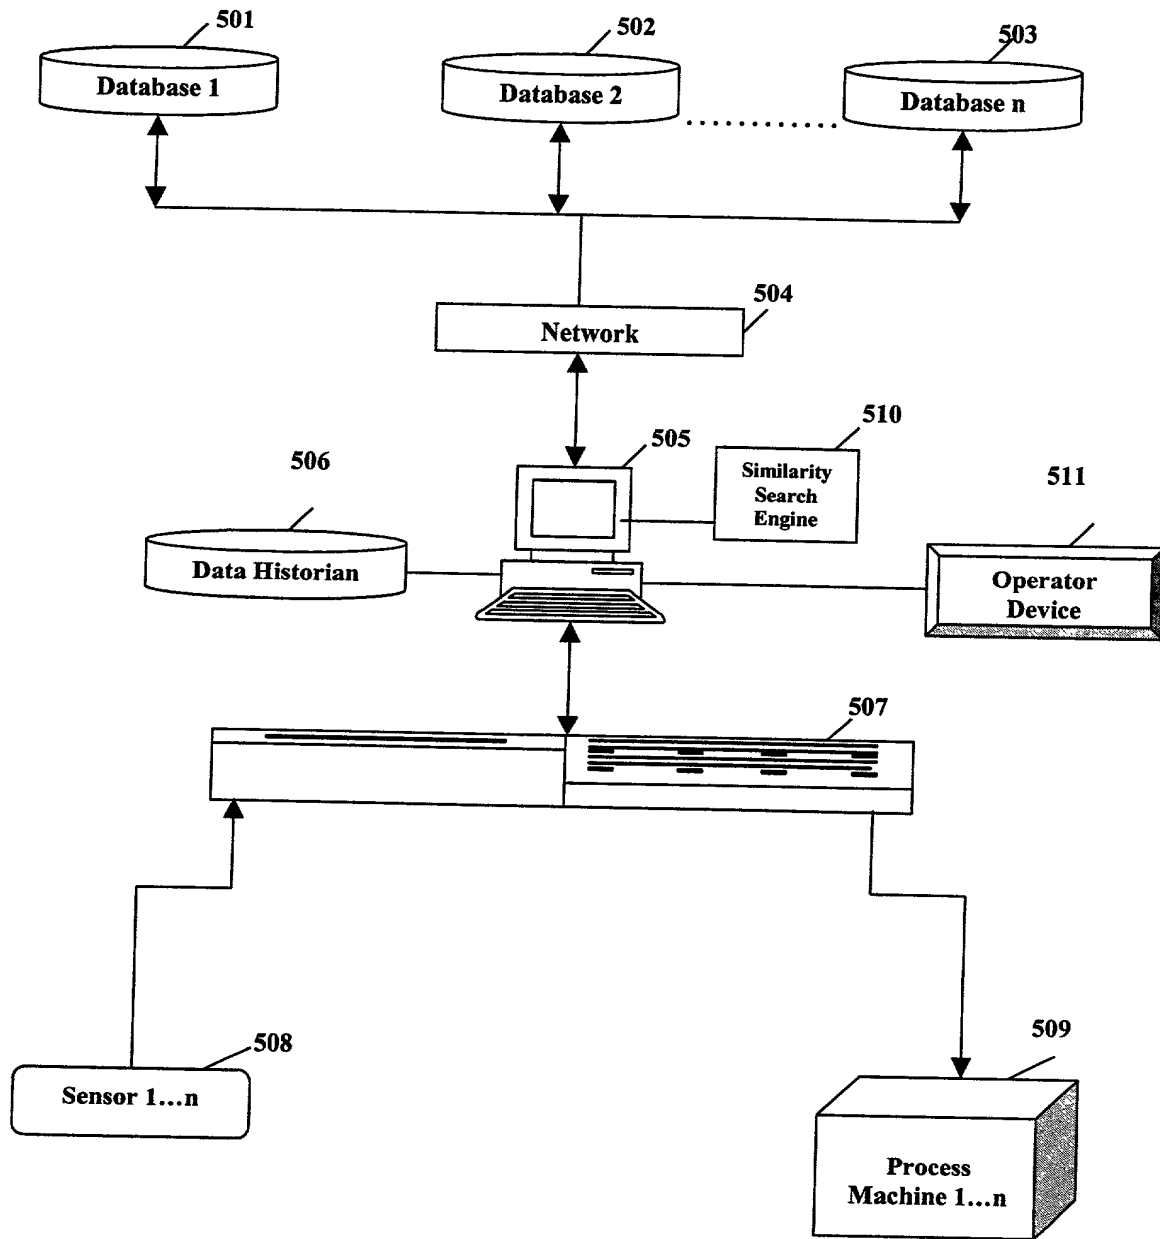 501
502
503
Database 1
Database 2
Database n
504
Network
505
510
506
Similarity
Search
Engine
511
Data Historian
Operator
Device
507
508
509
Sensor 1...n
Process
Machine 1...n